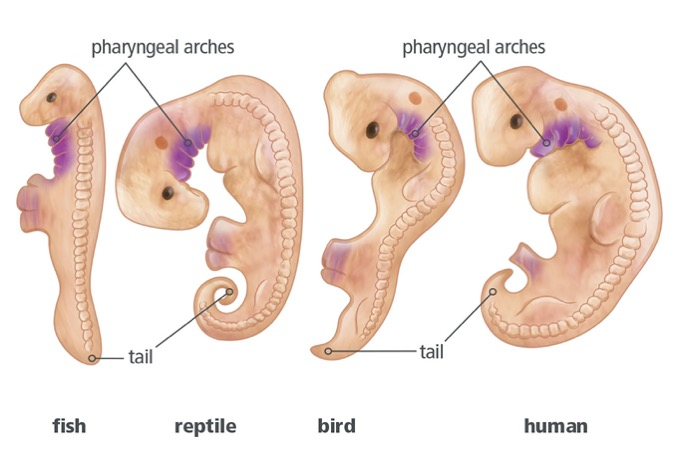 pharyngeal arches
pharyngeal arches
tail
tail
fish
reptile
bird
human